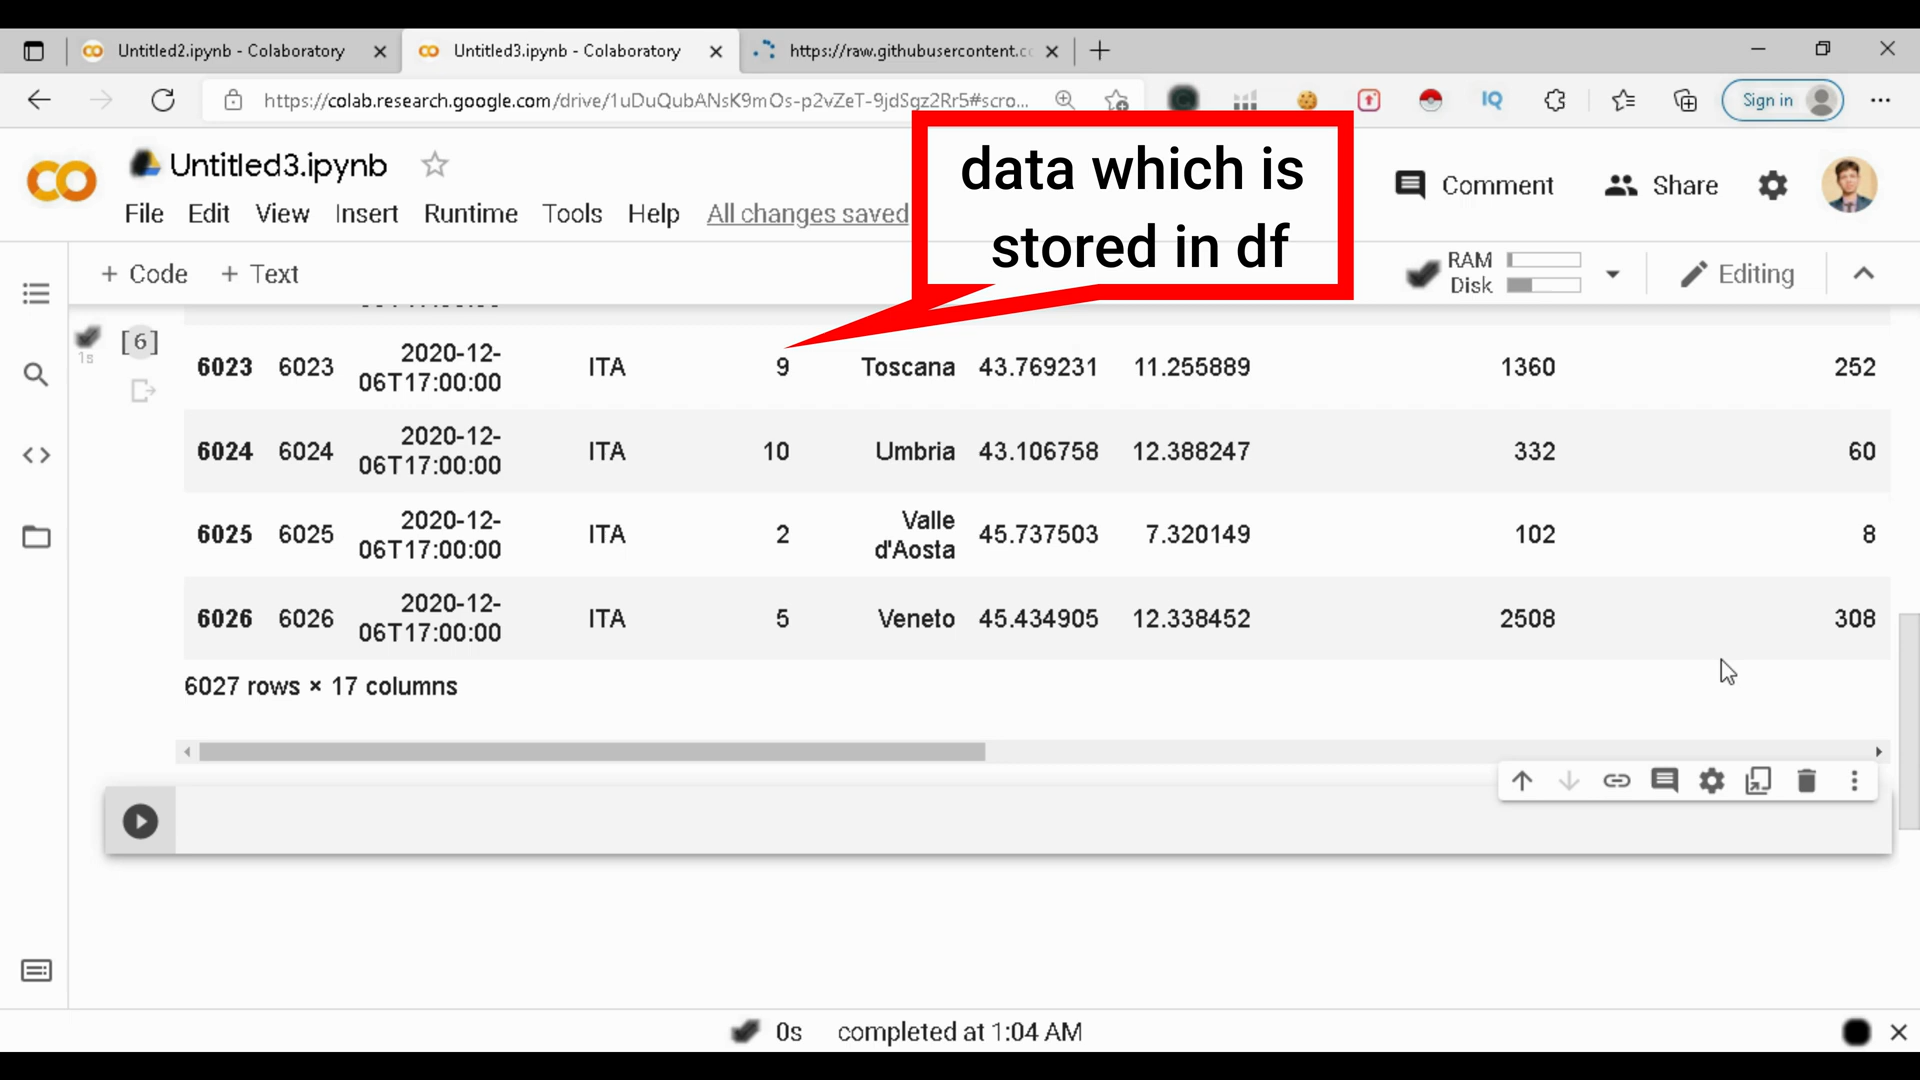 Untitled2.ipynb - Colaboratory
Untitled3.ipynb - Colaboratory
https://raw.githubusercontent.cc
https://colab.research.google.com/drive/1uDuQubANsK9mOs-p2vZeT-9jdSgz2Rr5#scro...
IQ
Sign in
Untitled3.ipynb
File Edit View Insert Runtime Tools Help All changes saved
data which is
stored in df
Comment
Share
+ Code + Text
RAM
Disk
Editing
[6]
1s
6023 6023 2020-12-06T17:00:00 ITA 9 Toscana 43.769231 11.255889 1360 252
6024 6024 2020-12-06T17:00:00 ITA 10 Umbria 43.106758 12.388247 332 60
6025 6025 2020-12-06T17:00:00 ITA 2 Valle d'Aosta 45.737503 7.320149 102 8
6026 6026 2020-12-06T17:00:00 ITA 5 Veneto 45.434905 12.338452 2508 308
6027 rows × 17 columns
0s completed at 1:04 AM